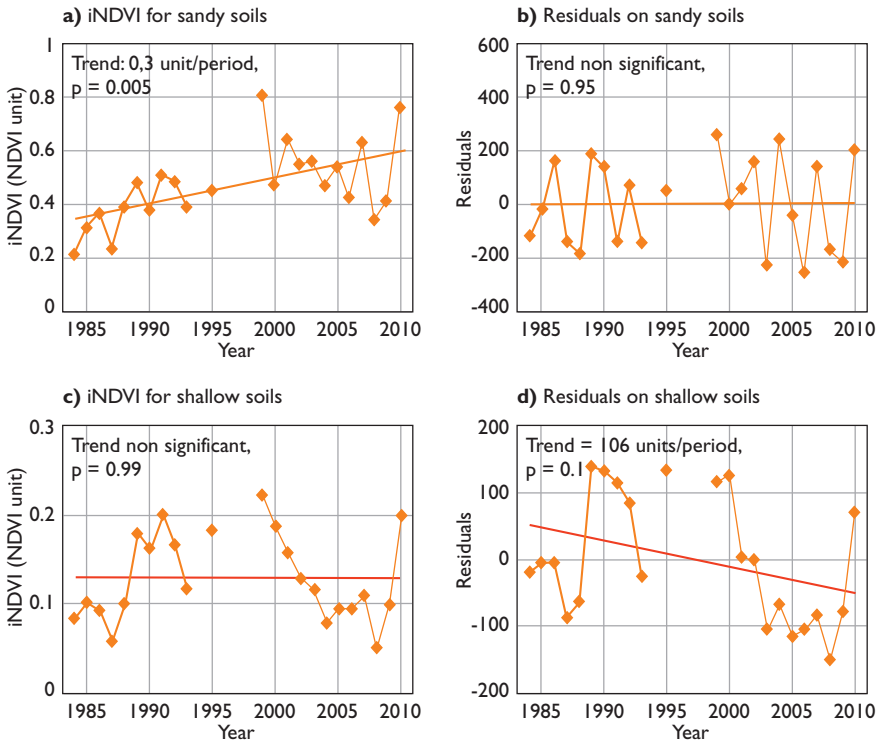 a) iNDVI for sandy soils
Trend: 0,3 unit/period,
p = 0.005
iNDVI (NDVI unit)
1
0.8
0.6
0.4
0.2
0
1985 1990 1995 2000 2005 2010
Year
b) Residuals on sandy soils
Trend non significant,
p = 0.95
Residuals
600
400
200
0
-200
-400
1985 1990 1995 2000 2005 2010
Year
c) iNDVI for shallow soils
Trend non significant,
p = 0.99
iNDVI (NDVI unit)
0.3
0.2
0.1
0
1985 1990 1995 2000 2005 2010
Year
d) Residuals on shallow soils
Trend = 106 units/period,
p = 0.1
Residuals
200
100
0
-100
-200
1985 1990 1995 2000 2005 2010
Year